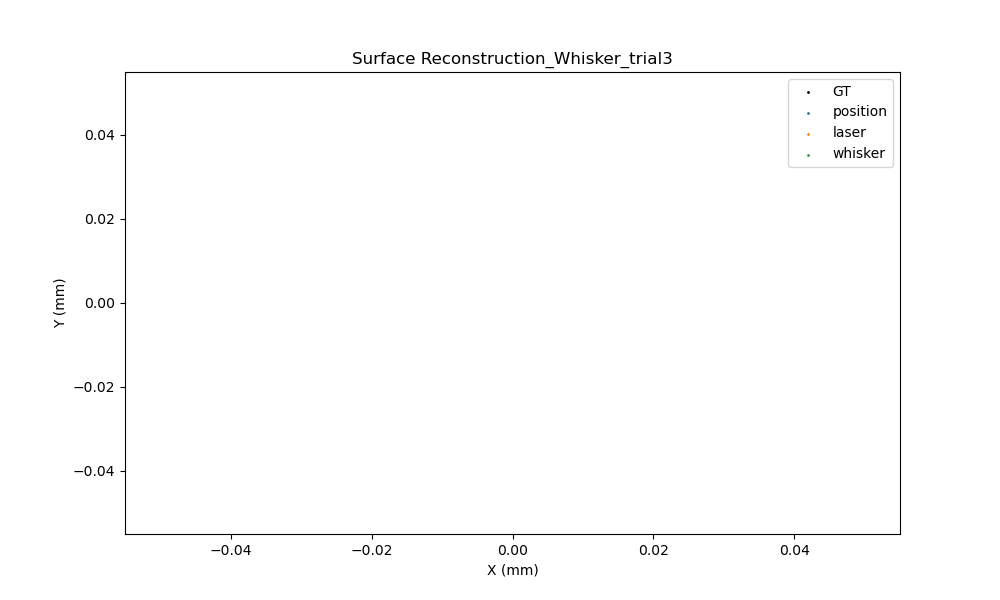 Surface Reconstruction_Whisker_trial3
GT
position
laser
whisker
0.04
0.02
0.00
−0.02
−0.04
Y (mm)
−0.04
−0.02
0.00
0.02
0.04
X (mm)